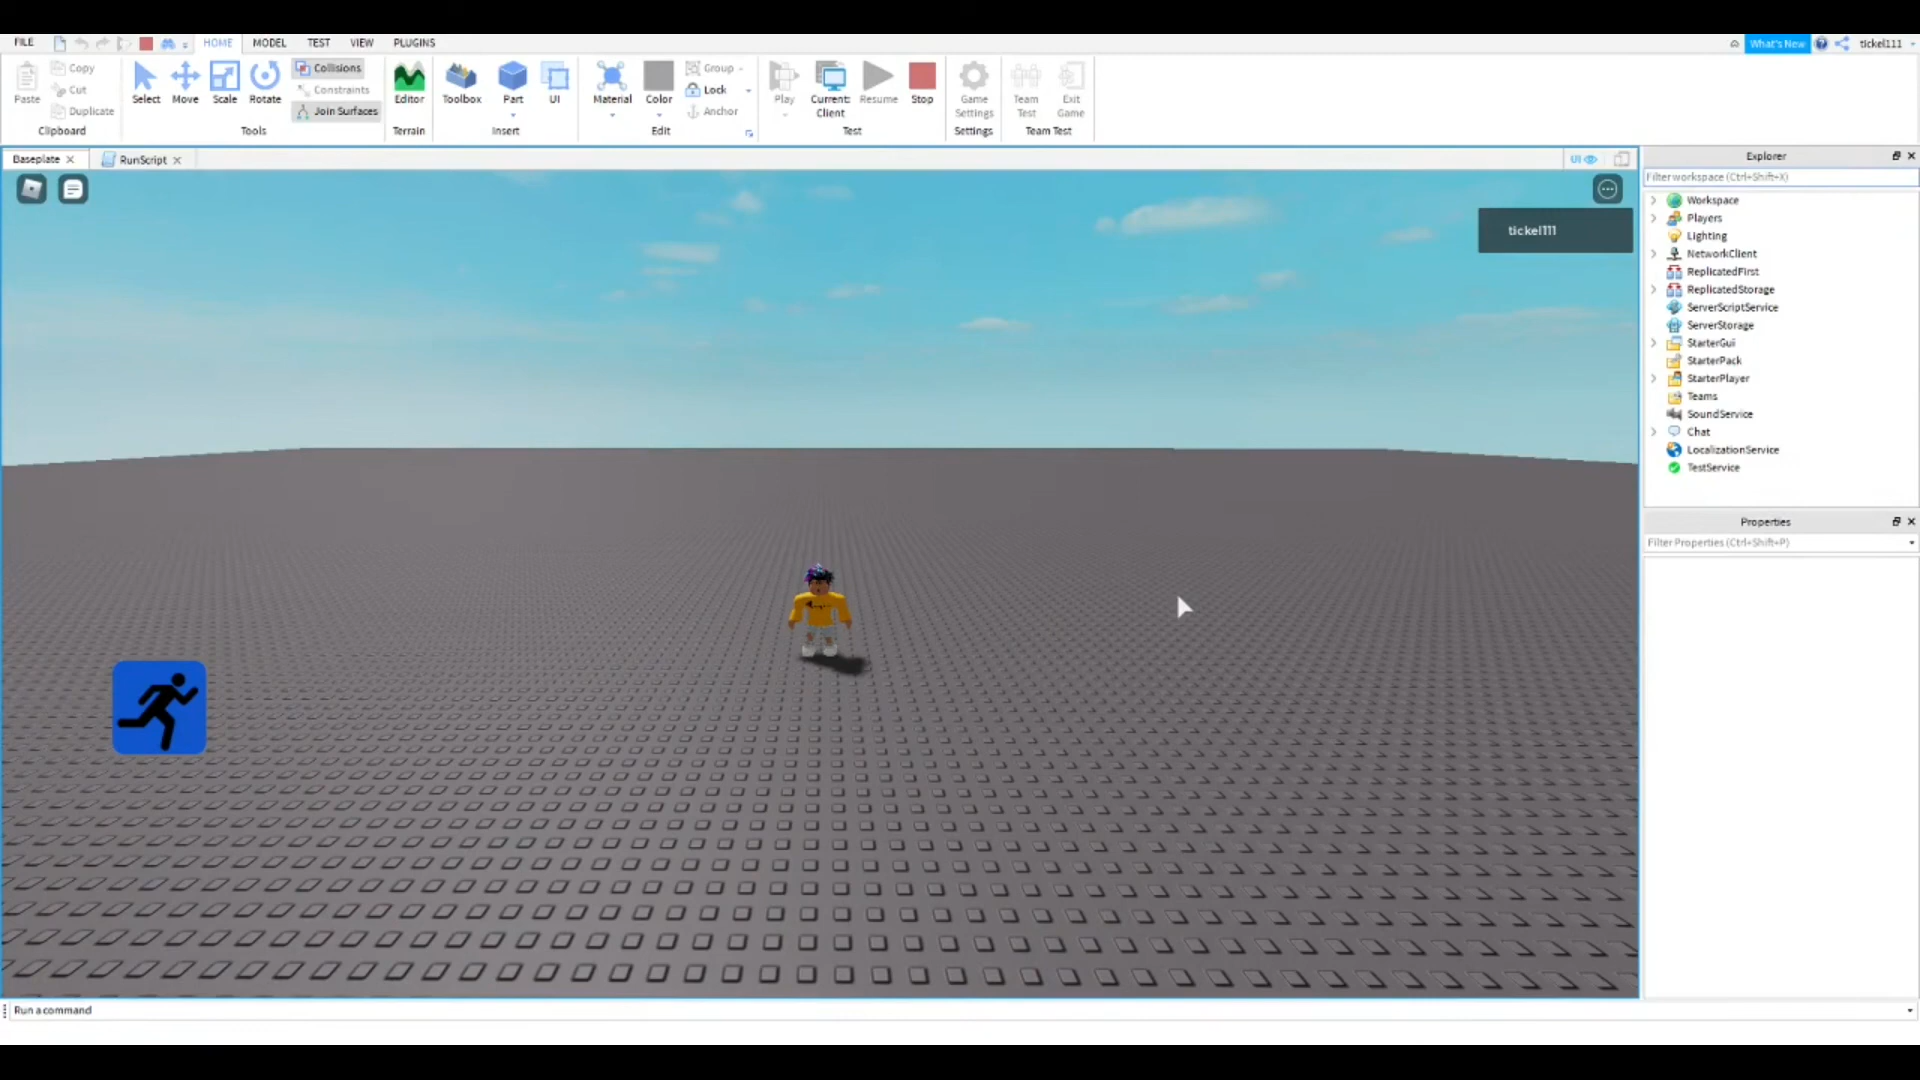 FILE HOME MODEL TEST VIEW PLUGINS What's New tickel111
Paste Copy Cut Duplicate Clipboard
Select Move Scale Rotate Collisions Constraints Join Surfaces Tools
Editor Terrain
Toolbox Part UI Insert
Material Color Group Lock Anchor Edit
Play Current: Client Resume Stop Test
Game Settings Settings
Team Test Exit Game Team Test
Baseplate RunScript UI
tickel111
Explorer
Filter workspace (Ctrl+Shift+X)
Workspace
Players
Lighting
NetworkClient
ReplicatedFirst
ReplicatedStorage
ServerScriptService
ServerStorage
StarterGui
StarterPack
StarterPlayer
Teams
SoundService
Chat
LocalizationService
TestService
Properties
Filter Properties (Ctrl+Shift+P)
Run a command